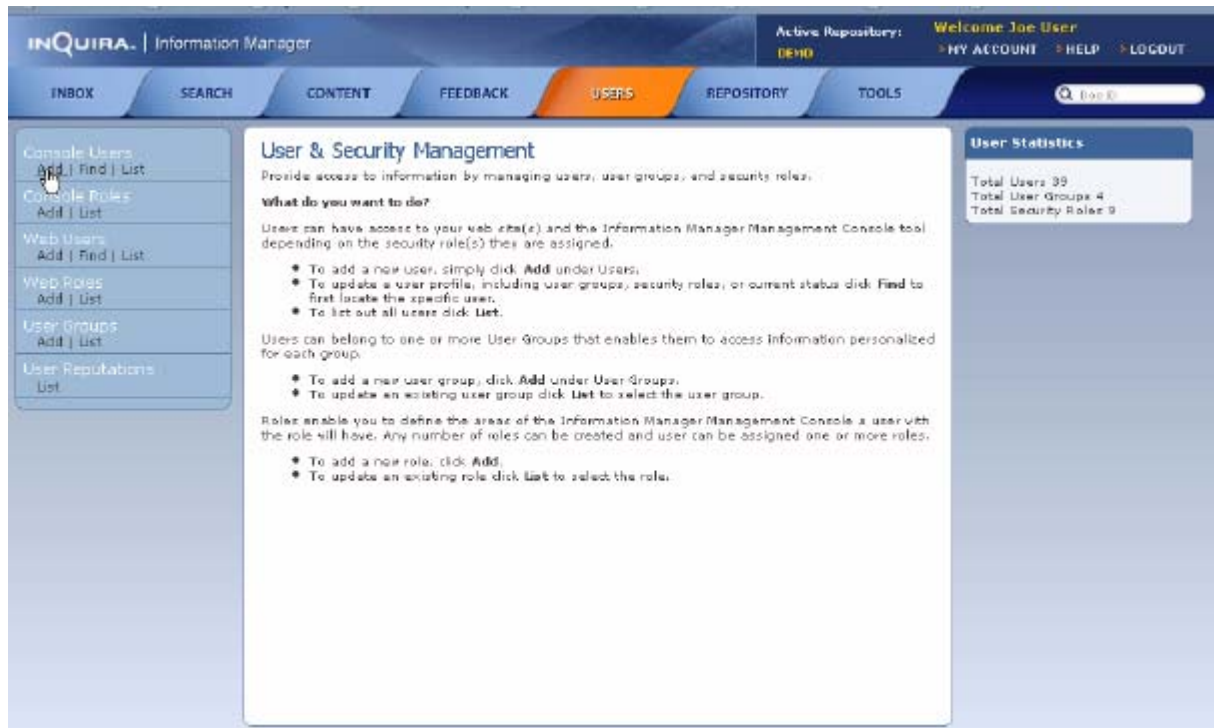 INQUIRA. | Information Manager
Active Repository:
DEMO
Welcome Joe User
MY ACCOUNT HELP LOGOUT
INBOX SEARCH CONTENT FEEDBACK USERS REPOSITORY TOOLS
Doc ID
Console Users
Add | Find | List
Console Roles
Add | List
Web Users
Add | Find | List
Web Roles
Add | List
User Groups
Add | List
User Reputations
List
User & Security Management
Provide access to information by managing users, user groups, and security roles.
What do you want to do?
Users can have access to your web site(s) and the Information Manager Management Console tool
depending on the security role(s) they are assigned.
• To add a new user, simply click Add under Users.
• To update a user profile, including user groups, security roles, or current status click Find to
first locate the specific user.
• To list out all users click List.
Users can belong to one or more User Groups that enables them to access information personalized
for each group.
• To add a new user group, click Add under User Groups.
• To update an existing user group click List to select the user group.
Roles enable you to define the areas of the Information Manager Management Console a user with
the role will have. Any number of roles can be created and user can be assigned one or more roles.
• To add a new role, click Add.
• To update an existing role click List to select the role.
User Statistics
Total Users 39
Total User Groups 4
Total Security Roles 9